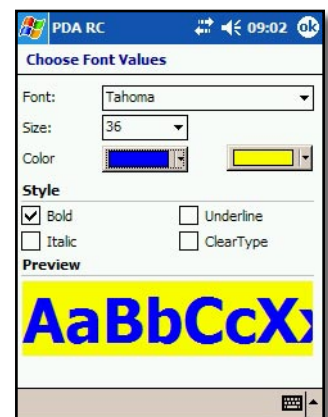 PDA RC 09:02 ok
Choose Font Values
Font: Tahoma
Size: 36
Color
Style
Bold Underline
Italic ClearType
Preview
AaBbCcXx